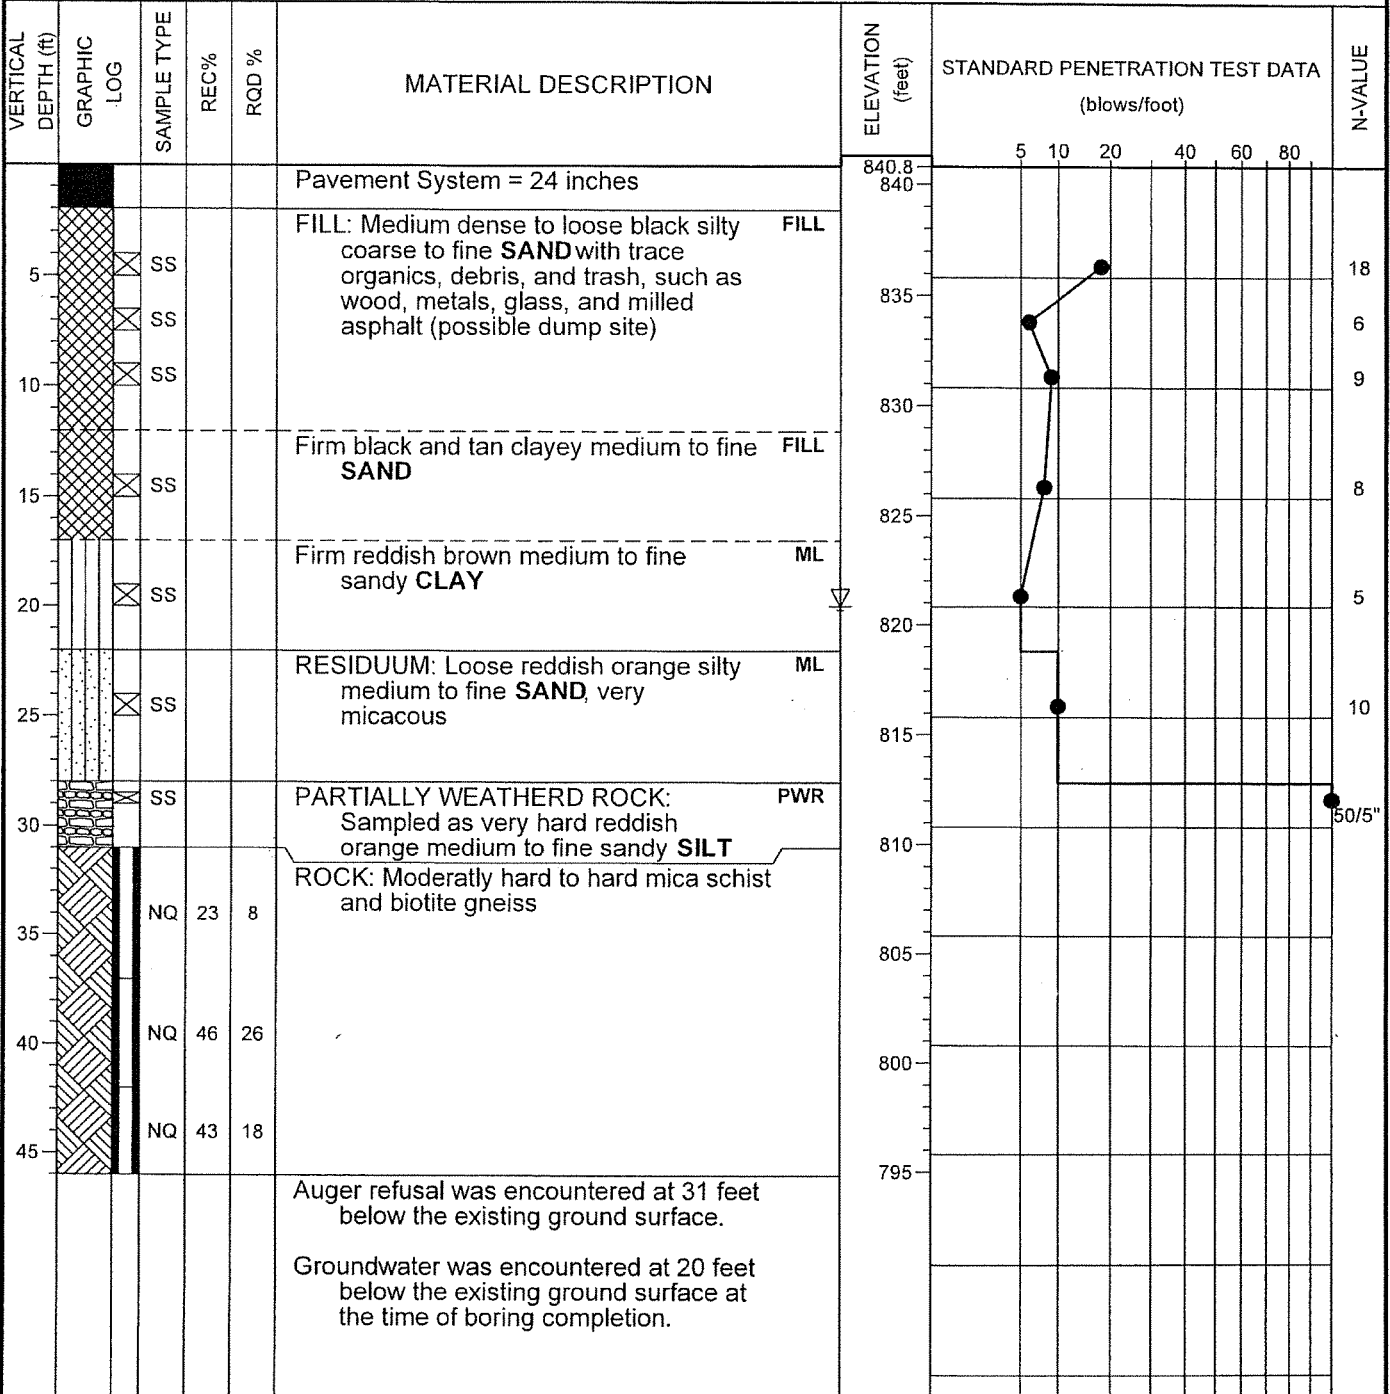 VERTICAL DEPTH (ft)
GRAPHIC LOG
SAMPLE TYPE
REC%
RQD %
MATERIAL DESCRIPTION
ELEVATION (feet)
STANDARD PENETRATION TEST DATA
(blows/foot)
N-VALUE
5 10 20 40 60 80
840.8
840
Pavement System = 24 inches
FILL: Medium dense to loose black silty FILL
coarse to fine SAND with trace
organics, debris, and trash, such as
wood, metals, glass, and milled
asphalt (possible dump site)
5 SS 18
835
SS 6
SS 9
10
830
Firm black and tan clayey medium to fine FILL
SAND
SS 8
15
825
Firm reddish brown medium to fine ML
sandy CLAY
SS 5
20
820
RESIDUUM: Loose reddish orange silty ML
medium to fine SAND, very
micacous
SS 10
25
815
SS
PARTIALLY WEATHERD ROCK: PWR
Sampled as very hard reddish
orange medium to fine sandy SILT
50/5"
30
810
ROCK: Moderatly hard to hard mica schist
and biotite gneiss
NQ 23 8
35
805
NQ 46 26
40
800
NQ 43 18
45
795
Auger refusal was encountered at 31 feet
below the existing ground surface.
Groundwater was encountered at 20 feet
below the existing ground surface at
the time of boring completion.